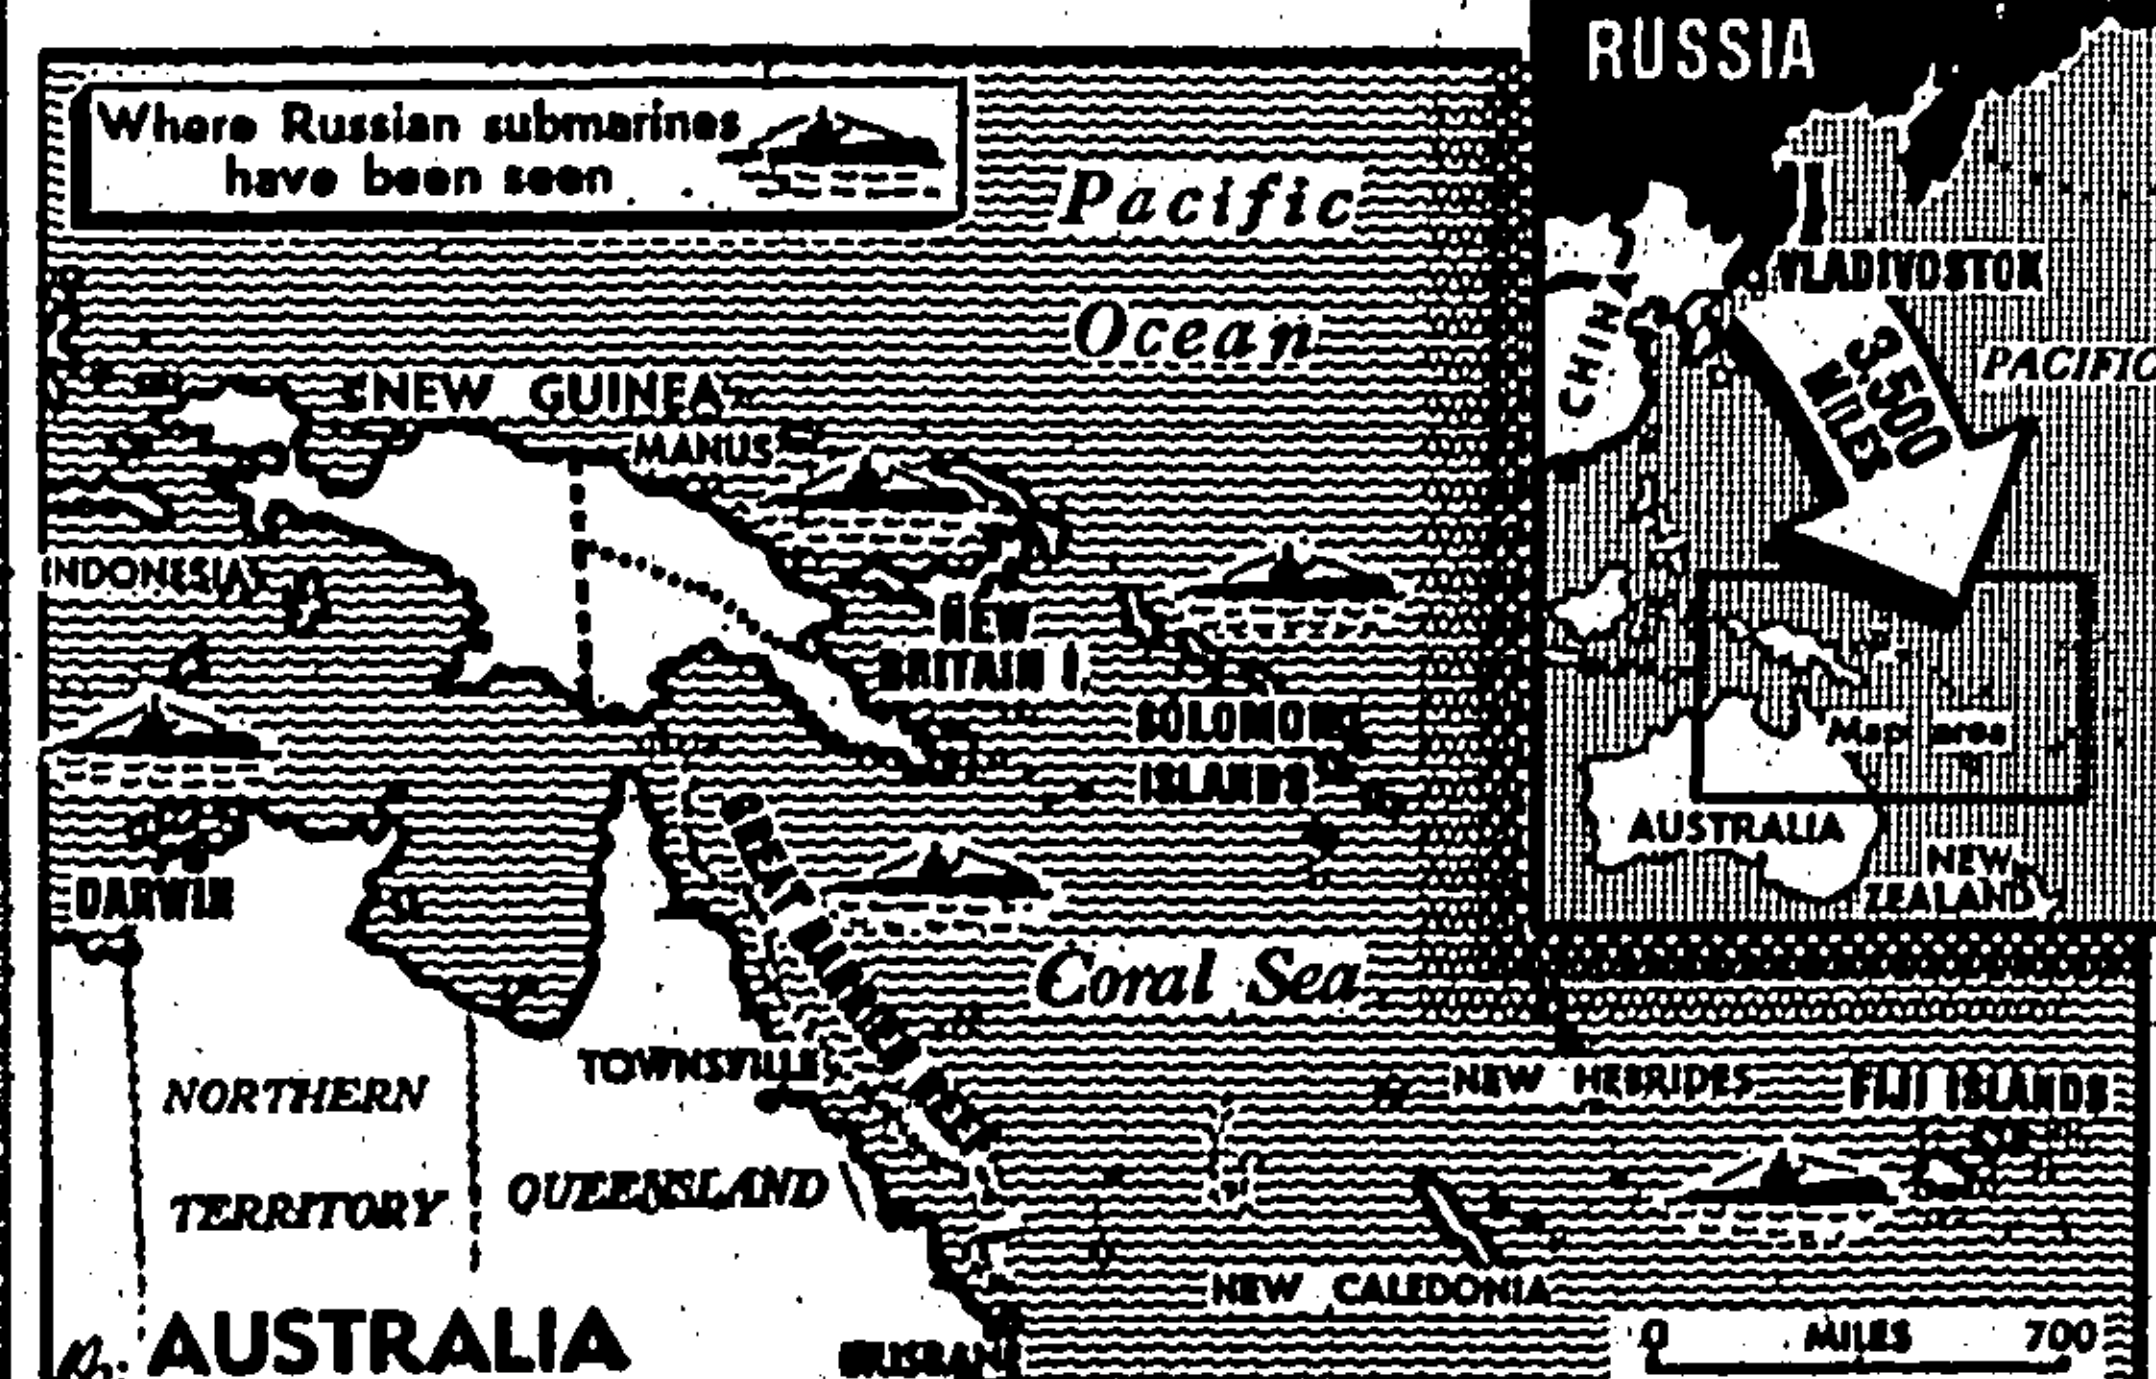 Where Russian submarines
have been seen
Pacific
Ocean
NEW GUINEA
MANUS
INDONESIA
NEW
BRITAIN I.
SOLOMON
ISLANDS
DARWIN
GREAT BARRIER REEF
Coral Sea
TOWNSVILLE
NORTHERN
TERRITORY
QUEENSLAND
NEW HEBRIDES
FIJI ISLANDS
NEW CALEDONIA
AUSTRALIA
BRISBANE
0 MILES 700
RUSSIA
VLADIVOSTOK
CHINA
3,500
MILES
PACIFIC
Map area
AUSTRALIA
NEW
ZEALAND